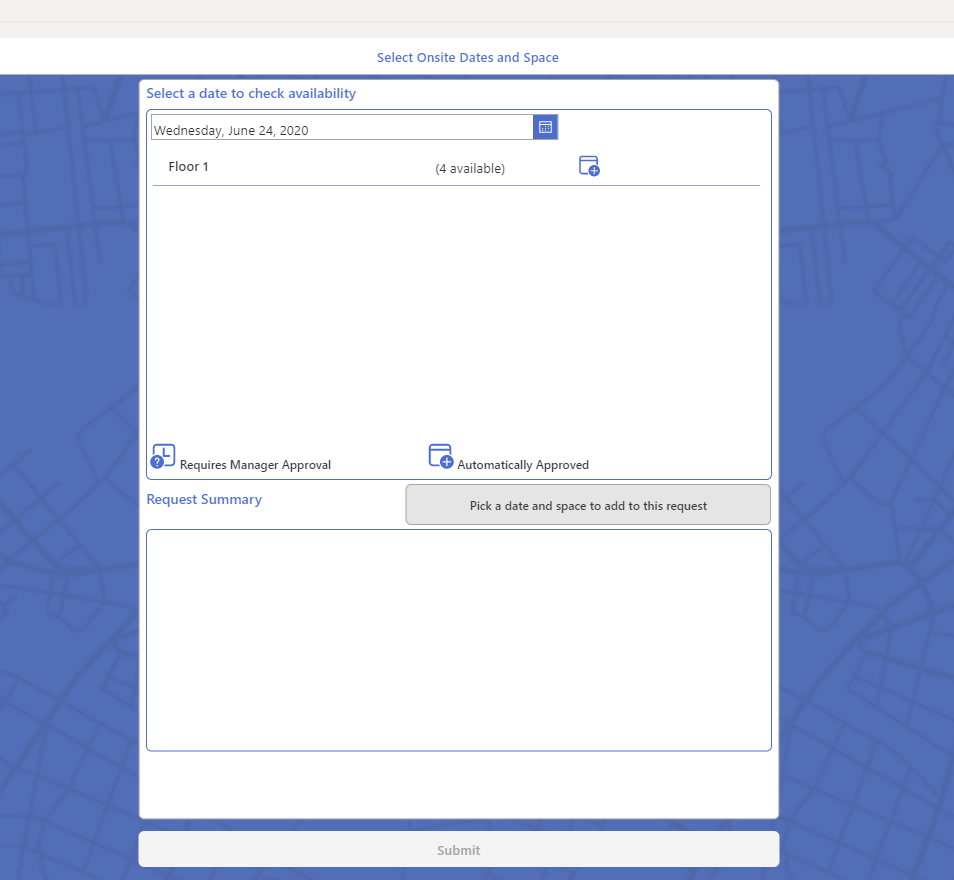 Select Onsite Dates and Space
Select a date to check availability
Wednesday, June 24, 2020
Floor 1 (4 available)
? Requires Manager Approval Automatically Approved
Request Summary Pick a date and space to add to this request
Submit